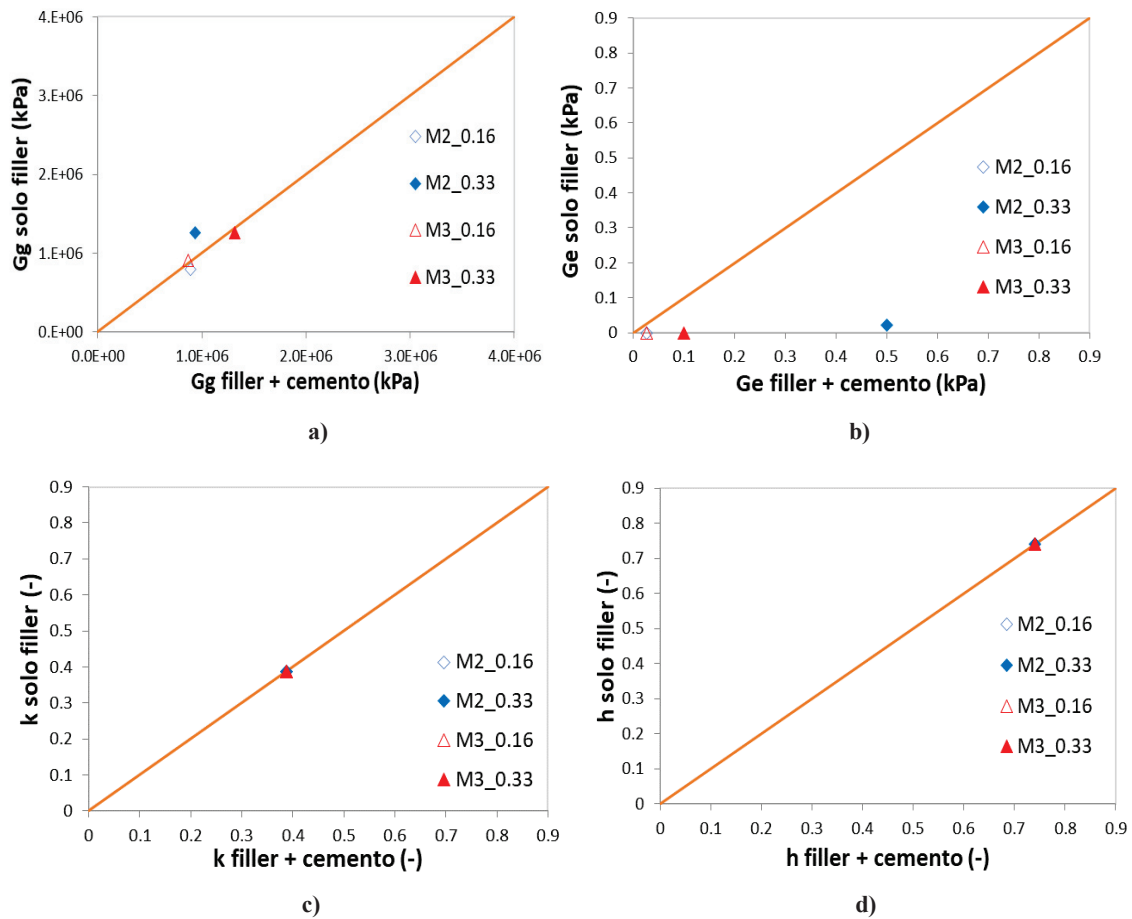 4.E+06
3.E+06
2.E+06
1.E+06
0.E+00
0.E+00
1.E+06
2.E+06
3.E+06
4.E+06
Gg solo filler (kPa)
Gg filler + cemento (kPa)
M2_0.16
M2_0.33
M3_0.16
M3_0.33
a)
0.9
0.8
0.7
0.6
0.5
0.4
0.3
0.2
0.1
0
0 0.1 0.2 0.3 0.4 0.5 0.6 0.7 0.8 0.9
Ge solo filler (kPa)
Ge filler + cemento (kPa)
M2_0.16
M2_0.33
M3_0.16
M3_0.33
b)
0.9
0.8
0.7
0.6
0.5
0.4
0.3
0.2
0.1
0
0 0.1 0.2 0.3 0.4 0.5 0.6 0.7 0.8 0.9
k solo filler (-)
k filler + cemento (-)
M2_0.16
M2_0.33
M3_0.16
M3_0.33
c)
0.9
0.8
0.7
0.6
0.5
0.4
0.3
0.2
0.1
0
0 0.1 0.2 0.3 0.4 0.5 0.6 0.7 0.8 0.9
h solo filler (-)
h filler + cemento (-)
M2_0.16
M2_0.33
M3_0.16
M3_0.33
d)